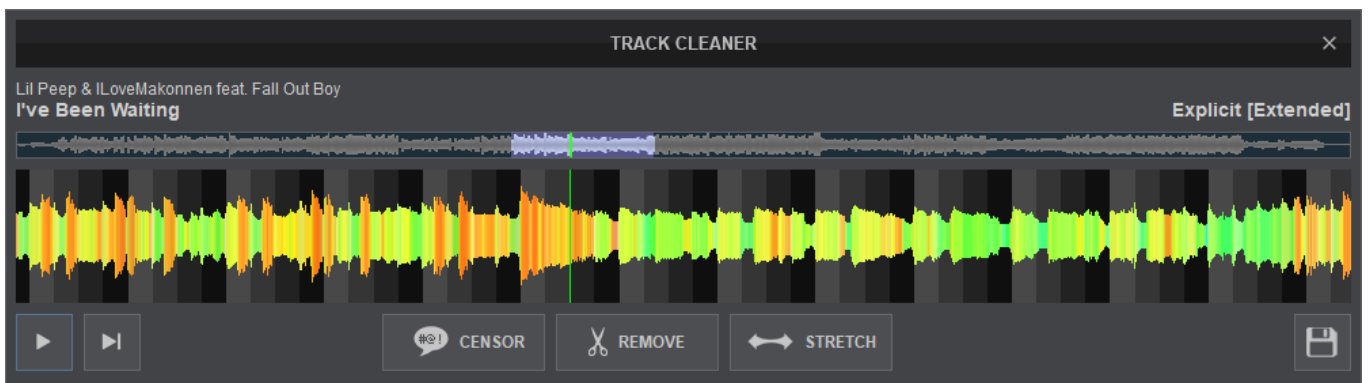 TRACK CLEANER
×
Lil Peep & ILoveMakonnen feat. Fall Out Boy
I've Been Waiting
Explicit [Extended]
#@!
CENSOR
REMOVE
STRETCH